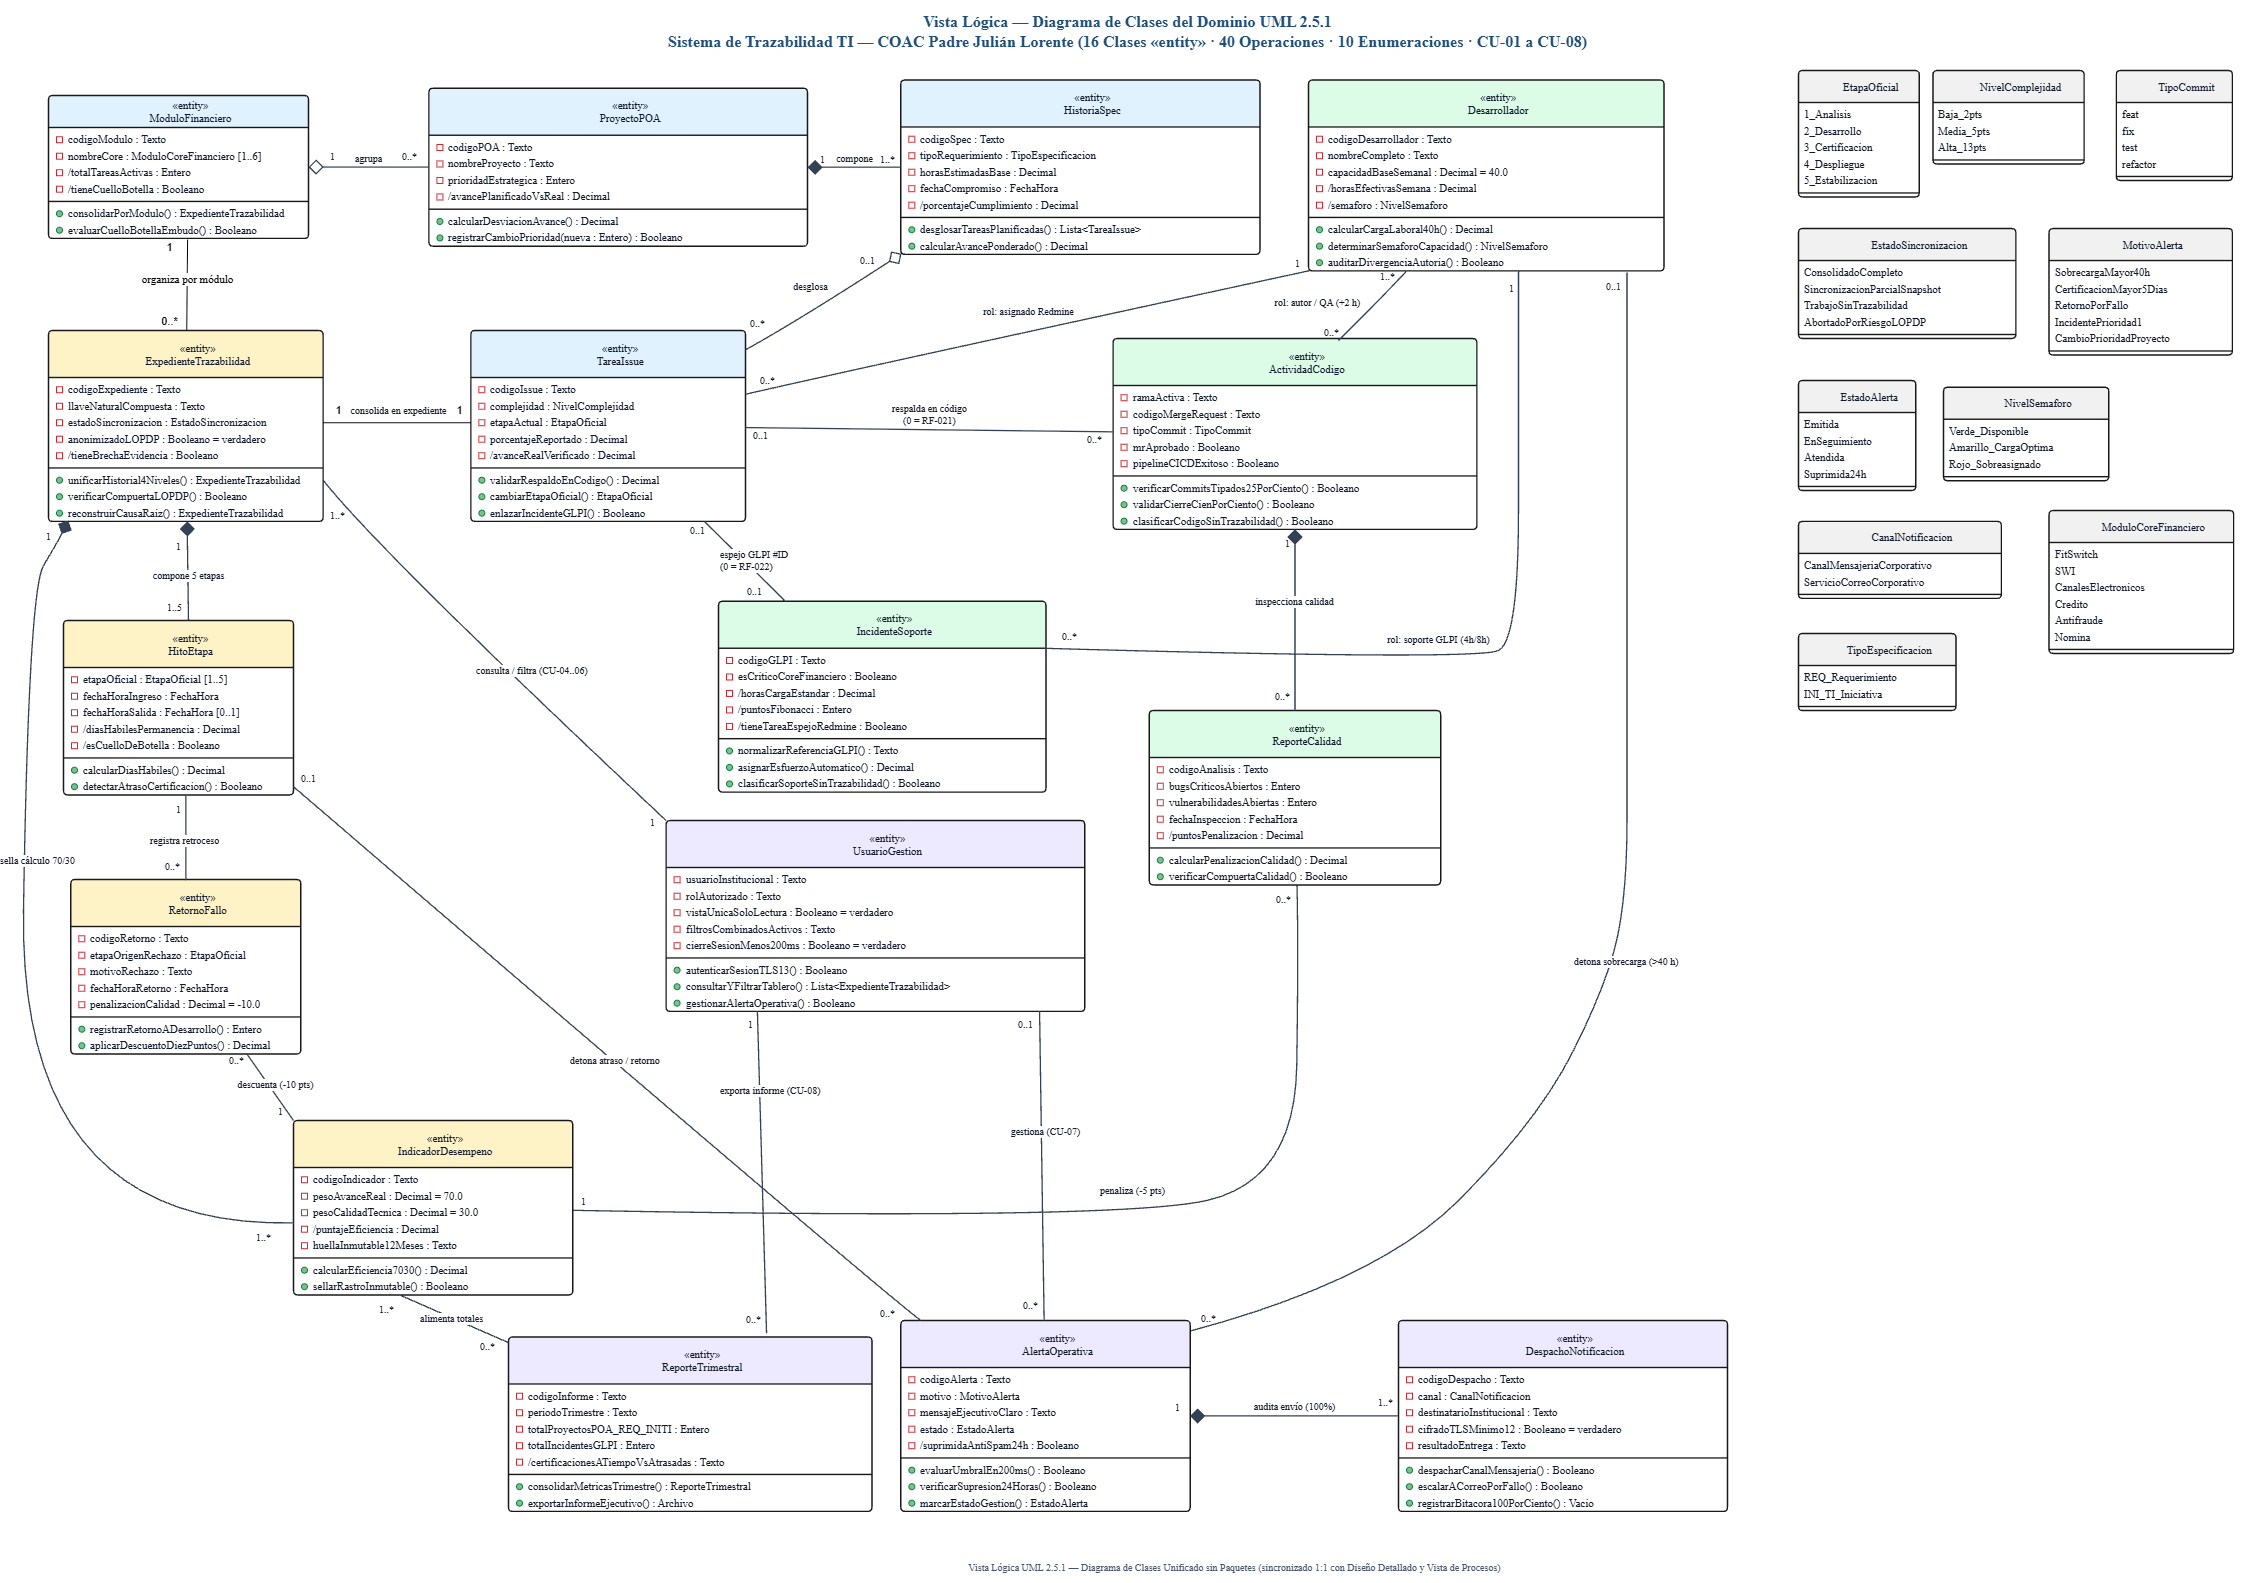 Vista Lógica — Diagrama de Clases del Dominio UML 2.5.1
Sistema de Trazabilidad TI — COAC Padre Julián Lorente (16 Clases «entity» · 40 Operaciones · 10 Enumeraciones · CU-01 a CU-08)
«entity»
ModuloFinanciero
codigoModulo : Texto
nombreCore : ModuloCoreFinanciero [1..6]
/totalTareasActivas : Entero
/tieneCuelloBotella : Booleano
consolidarPorModulo() : ExpedienteTrazabilidad
evaluarCuelloBotellaEmbudo() : Booleano
1
agrupa
0..*
«entity»
ProyectoPOA
codigoPOA : Texto
nombreProyecto : Texto
prioridadEstrategica : Entero
/avancePlanificadoVsReal : Decimal
calcularDesviacionAvance() : Decimal
registrarCambioPrioridad(nueva : Entero) : Booleano
1
compone
1..*
«entity»
HistoriaSpec
codigoSpec : Texto
tipoRequerimiento : TipoEspecificacion
horasEstimadasBase : Decimal
fechaCompromiso : FechaHora
/porcentajeCumplimiento : Decimal
desglosarTareasPlanificadas() : Lista<TareaIssue>
calcularAvancePonderado() : Decimal
«entity»
Desarrollador
codigoDesarrollador : Texto
nombreCompleto : Texto
capacidadBaseSemanal : Decimal = 40.0
/horasEfectivasSemana : Decimal
/semaforo : NivelSemaforo
calcularCargaLaboral40h() : Decimal
determinarSemaforoCapacidad() : NivelSemaforo
auditarDivergenciaAutoria() : Booleano
EtapaOficial
1_Analisis
2_Desarrollo
3_Certificacion
4_Despliegue
5_Estabilizacion
NivelComplejidad
Baja_2pts
Media_5pts
Alta_13pts
TipoCommit
feat
fix
test
refactor
EstadoSincronizacion
ConsolidadoCompleto
SincronizacionParcialSnapshot
TrabajoSinTrazabilidad
AbortadoPorRiesgoLOPDP
MotivoAlerta
SobrecargaMayor40h
CertificacionMayor5Dias
RetornoPorFallo
IncidentePrioridad1
CambioPrioridadProyecto
EstadoAlerta
Emitida
EnSeguimiento
Atendida
Suprimida24h
NivelSemaforo
Verde_Disponible
Amarillo_CargaOptima
Rojo_Sobreasignado
CanalNotificacion
CanalMensajeriaCorporativo
ServicioCorreoCorporativo
ModuloCoreFinanciero
FitSwitch
SWI
CanalesElectronicos
Credito
Antifraude
Nomina
TipoEspecificacion
REQ_Requerimiento
INI_TI_Iniciativa
1
organiza por módulo
0..*
0..1
desglosa
0..*
1
rol: asignado Redmine
0..*
1..*
rol: autor / QA (+2 h)
0..*
1
0..1
«entity»
ExpedienteTrazabilidad
codigoExpediente : Texto
llaveNaturalCompuesta : Texto
estadoSincronizacion : EstadoSincronizacion
anonimizadoLOPDP : Booleano = verdadero
/tieneBrechaEvidencia : Booleano
unificarHistorial4Niveles() : ExpedienteTrazabilidad
verificarCompuertaLOPDP() : Booleano
reconstruirCausaRaiz() : ExpedienteTrazabilidad
1
consolida en expediente
1
«entity»
TareaIssue
codigoIssue : Texto
complejidad : NivelComplejidad
etapaActual : EtapaOficial
porcentajeReportado : Decimal
/avanceRealVerificado : Decimal
validarRespaldoEnCodigo() : Decimal
cambiarEtapaOficial() : EtapaOficial
enlazarIncidenteGLPI() : Booleano
respalda en código
(0 = RF-021)
0..1
0..*
«entity»
ActividadCodigo
ramaActiva : Texto
codigoMergeRequest : Texto
tipoCommit : TipoCommit
mrAprobado : Booleano
pipelineCICDExitoso : Booleano
verificarCommitsTipados25PorCiento() : Booleano
validarCierreCienPorCiento() : Booleano
clasificarCodigoSinTrazabilidad() : Booleano
1
1
compone 5 etapas
1..5
1..*
consulta / filtra (CU-04..06)
1
0..1
espejo GLPI #ID
(0 = RF-022)
0..1
1
inspecciona calidad
0..*
«entity»
IncidenteSoporte
codigoGLPI : Texto
esCriticoCoreFinanciero : Booleano
/horasCargaEstandar : Decimal
/puntosFibonacci : Entero
/tieneTareaEspejoRedmine : Booleano
normalizarReferenciaGLPI() : Texto
asignarEsfuerzoAutomatico() : Decimal
clasificarSoporteSinTrazabilidad() : Booleano
0..*
rol: soporte GLPI (4h/8h)
«entity»
HitoEtapa
etapaOficial : EtapaOficial [1..5]
fechaHoraIngreso : FechaHora
fechaHoraSalida : FechaHora [0..1]
/diasHabilesPermanencia : Decimal
/esCuelloDeBotella : Booleano
calcularDiasHabiles() : Decimal
detectarAtrasoCertificacion() : Booleano
0..1
1
registra retroceso
0..*
sella cálculo 70/30
«entity»
ReporteCalidad
codigoAnalisis : Texto
bugsCriticosAbiertos : Entero
vulnerabilidadesAbiertas : Entero
fechaInspeccion : FechaHora
/puntosPenalizacion : Decimal
calcularPenalizacionCalidad() : Decimal
verificarCompuertaCalidad() : Booleano
0..*
«entity»
UsuarioGestion
usuarioInstitucional : Texto
rolAutorizado : Texto
vistaUnicaSoloLectura : Booleano = verdadero
filtrosCombinadosActivos : Texto
cierreSesionMenos200ms : Booleano = verdadero
autenticarSesionTLS13() : Booleano
consultarYFiltrarTablero() : Lista<ExpedienteTrazabilidad>
gestionarAlertaOperativa() : Booleano
«entity»
RetornoFallo
codigoRetorno : Texto
etapaOrigenRechazo : EtapaOficial
motivoRechazo : Texto
fechaHoraRetorno : FechaHora
penalizacionCalidad : Decimal = -10.0
registrarRetornoADesarrollo() : Entero
aplicarDescuentoDiezPuntos() : Decimal
0..*
descuenta (-10 pts)
1
detona sobrecarga (>40 h)
1
exporta informe (CU-08)
0..*
0..1
gestiona (CU-07)
0..*
detona atraso / retorno
0..*
«entity»
IndicadorDesempeno
codigoIndicador : Texto
pesoAvanceReal : Decimal = 70.0
pesoCalidadTecnica : Decimal = 30.0
/puntajeEficiencia : Decimal
huellaInmutable12Meses : Texto
calcularEficiencia7030() : Decimal
sellarRastroInmutable() : Booleano
1..*
1
penaliza (-5 pts)
0..*
1..*
alimenta totales
0..*
«entity»
ReporteTrimestral
codigoInforme : Texto
periodoTrimestre : Texto
totalProyectosPOA_REQ_INITI : Entero
totalIncidentesGLPI : Entero
/certificacionesATiempoVsAtrasadas : Texto
consolidarMetricasTrimestre() : ReporteTrimestral
exportarInformeEjecutivo() : Archivo
«entity»
AlertaOperativa
codigoAlerta : Texto
motivo : MotivoAlerta
mensajeEjecutivoClaro : Texto
estado : EstadoAlerta
/suprimidaAntiSpam24h : Booleano
evaluarUmbralEn200ms() : Booleano
verificarSupresion24Horas() : Booleano
marcarEstadoGestion() : EstadoAlerta
1
audita envío (100%)
1..*
«entity»
DespachoNotificacion
codigoDespacho : Texto
canal : CanalNotificacion
destinatarioInstitucional : Texto
cifradoTLSMinimo12 : Booleano = verdadero
resultadoEntrega : Texto
despacharCanalMensajeria() : Booleano
escalarACorreoPorFallo() : Booleano
registrarBitacora100PorCiento() : Vacio
Vista Lógica UML 2.5.1 — Diagrama de Clases Unificado sin Paquetes (sincronizado 1:1 con Diseño Detallado y Vista de Procesos)